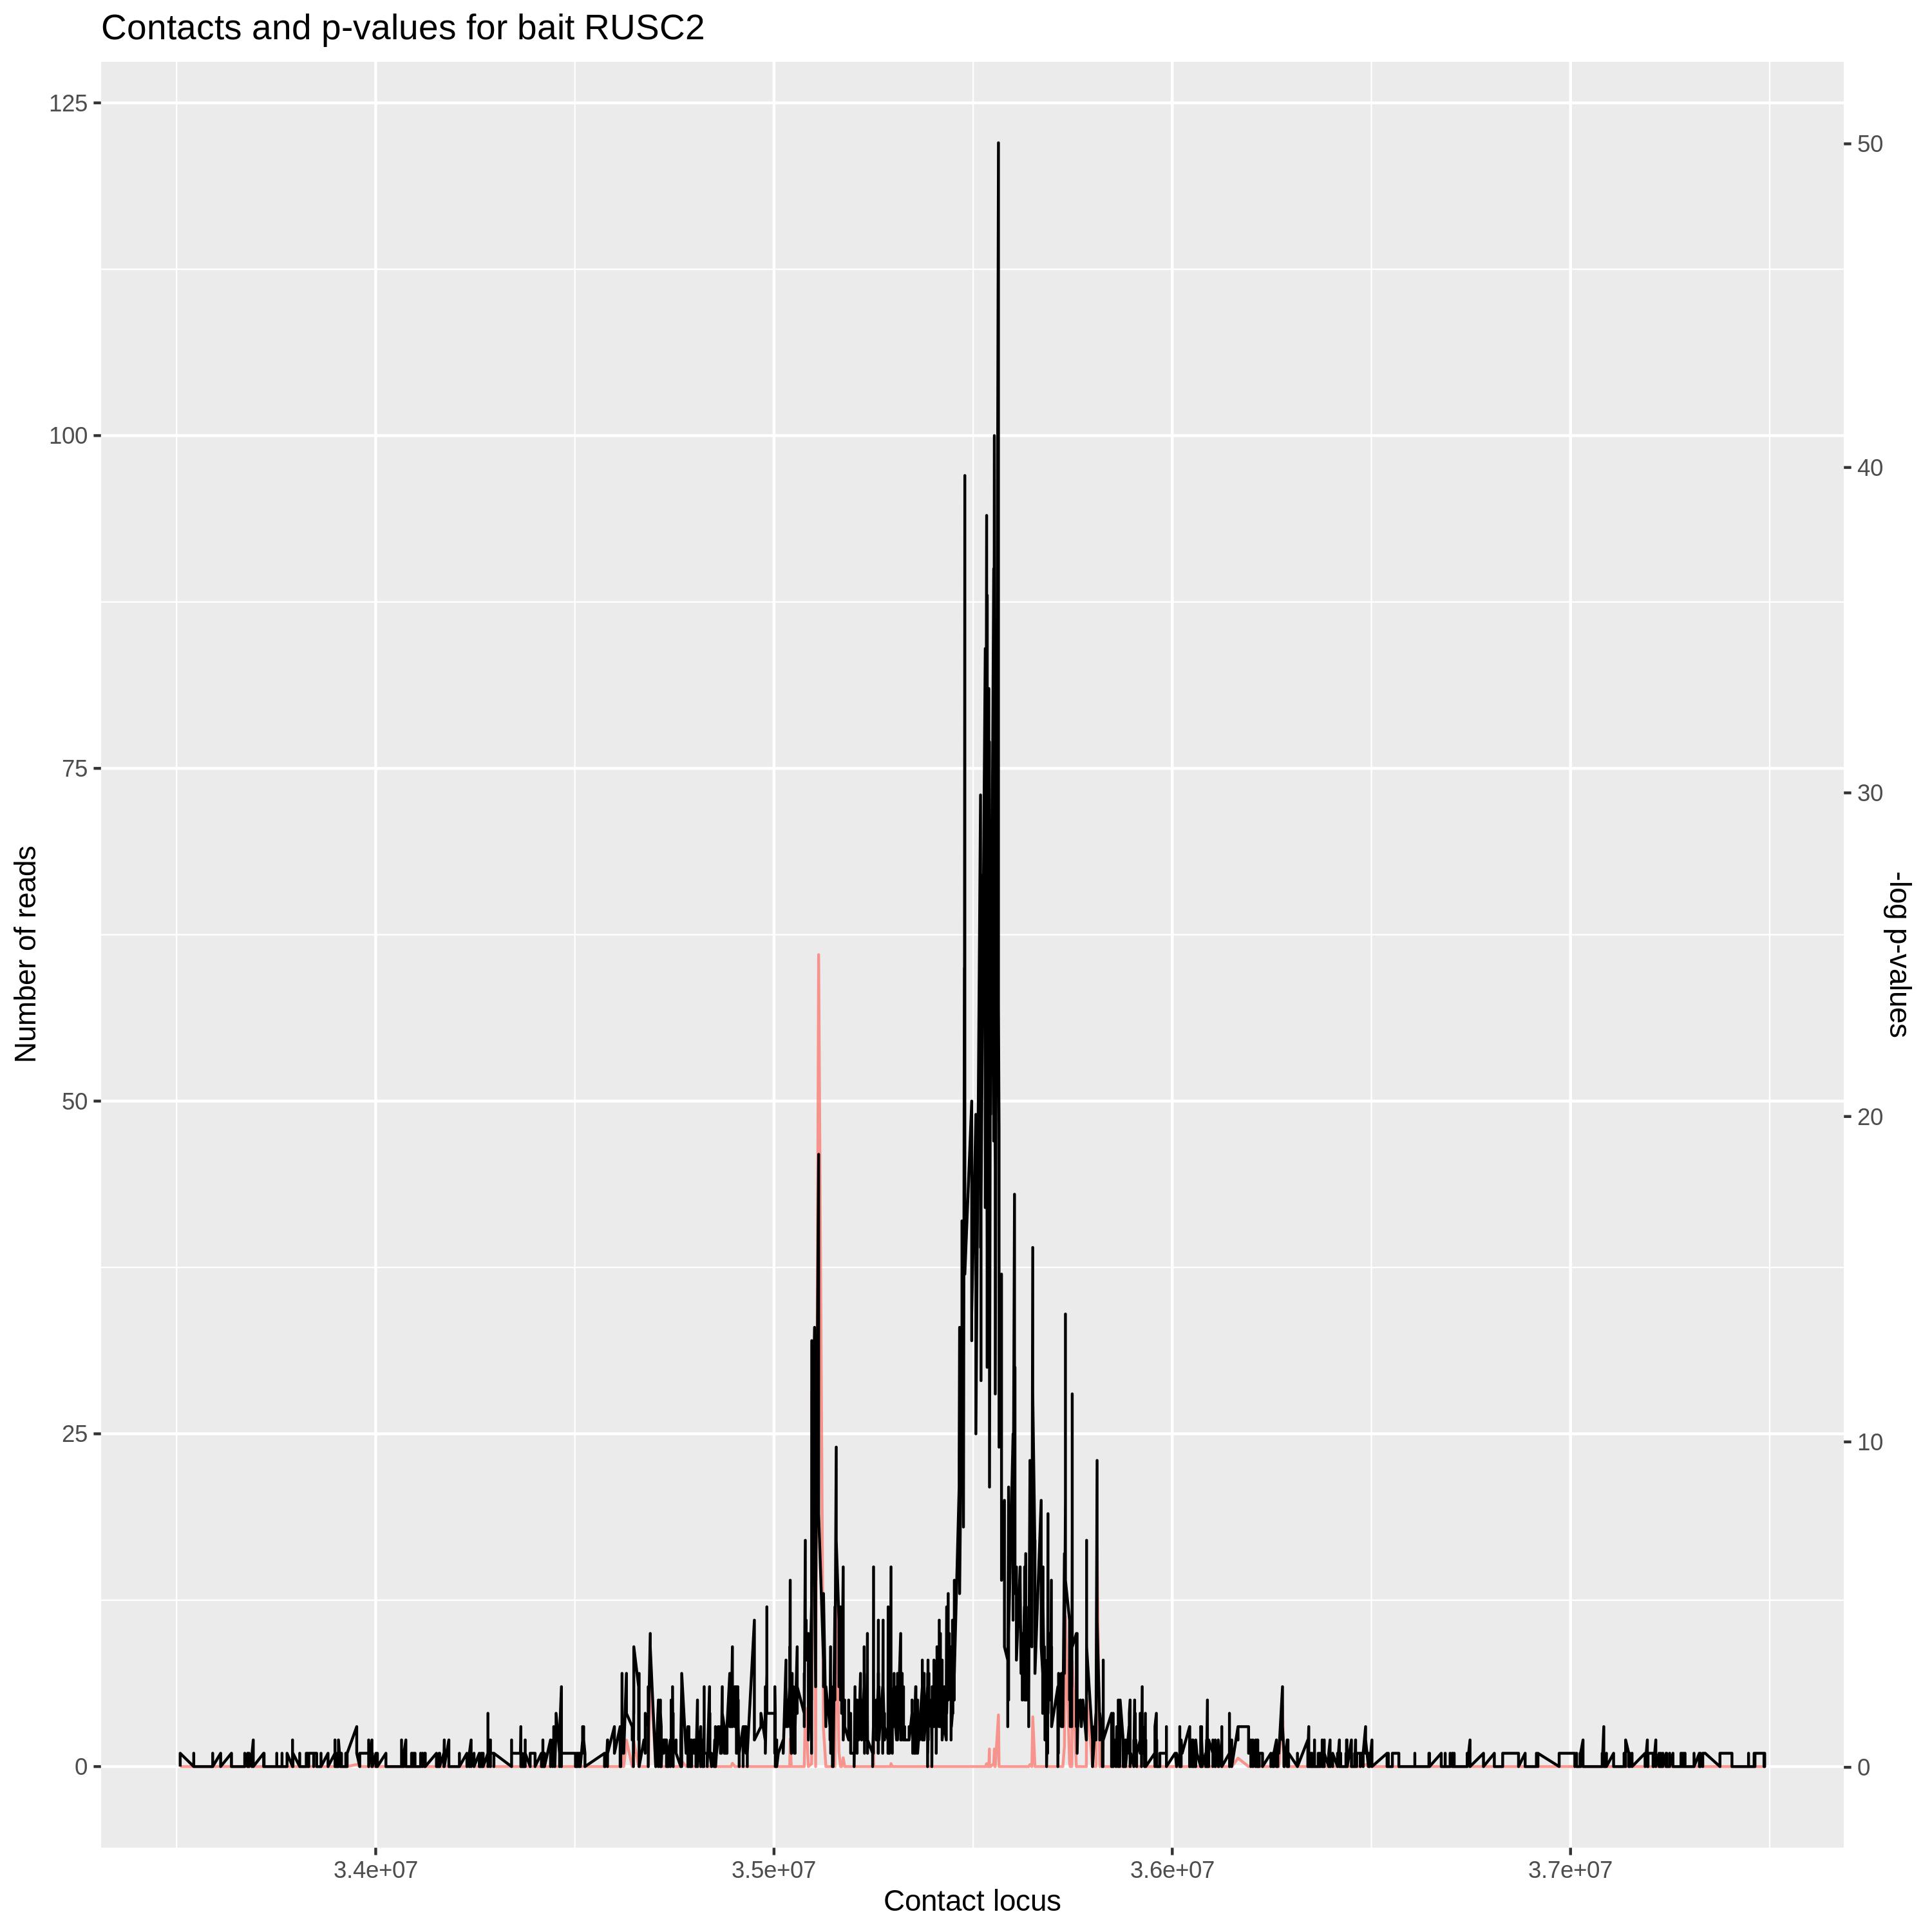 Contacts and p-values for bait RUSC2
125
100
75
50
25
0
Number of reads
50
40
30
20
10
0
-log p-values
3.4e+07 3.5e+07 3.6e+07 3.7e+07
Contact locus